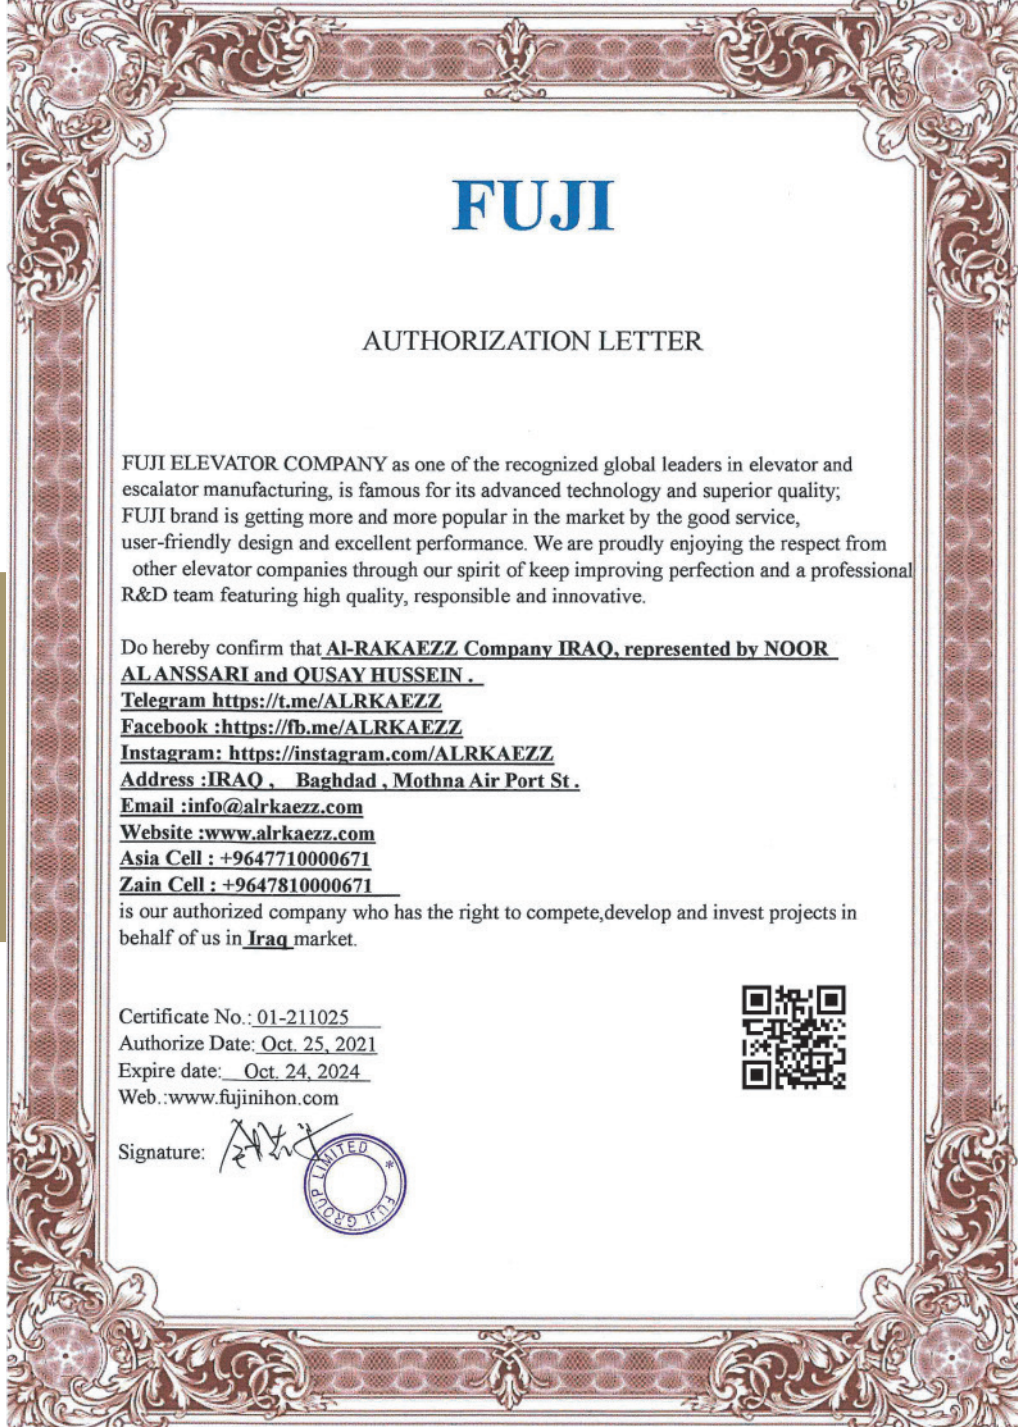 FUJI
AUTHORIZATION LETTER
FUJI ELEVATOR COMPANY as one of the recognized global leaders in elevator and
escalator manufacturing, is famous for its advanced technology and superior quality;
FUJI brand is getting more and more popular in the market by the good service,
user-friendly design and excellent performance. We are proudly enjoying the respect from
other elevator companies through our spirit of keep improving perfection and a professional
R&D team featuring high quality, responsible and innovative.
Do hereby confirm that Al-RAKAEZZ Company IRAQ, represented by NOOR
ALANSSARI and QUSAY HUSSEIN .
Telegram https://t.me/ALRKAEZZ
Facebook :https://fb.me/ALRKAEZZ
Instagram: https://instagram.com/ALRKAEZZ
Address :IRAQ , Baghdad , Mothna Air Port St .
Email :info@alrkaezz.com
Website :www.alrkaezz.com
Asia Cell : +9647710000671
Zain Cell : +9647810000671
is our authorized company who has the right to compete,develop and invest projects in
behalf of us in Iraq market.
Certificate No.: 01-211025
Authorize Date: Oct. 25, 2021
Expire date: Oct. 24, 2024
Web.:www.fujinihon.com
Signature:
FUJI GROUP LIMITED *